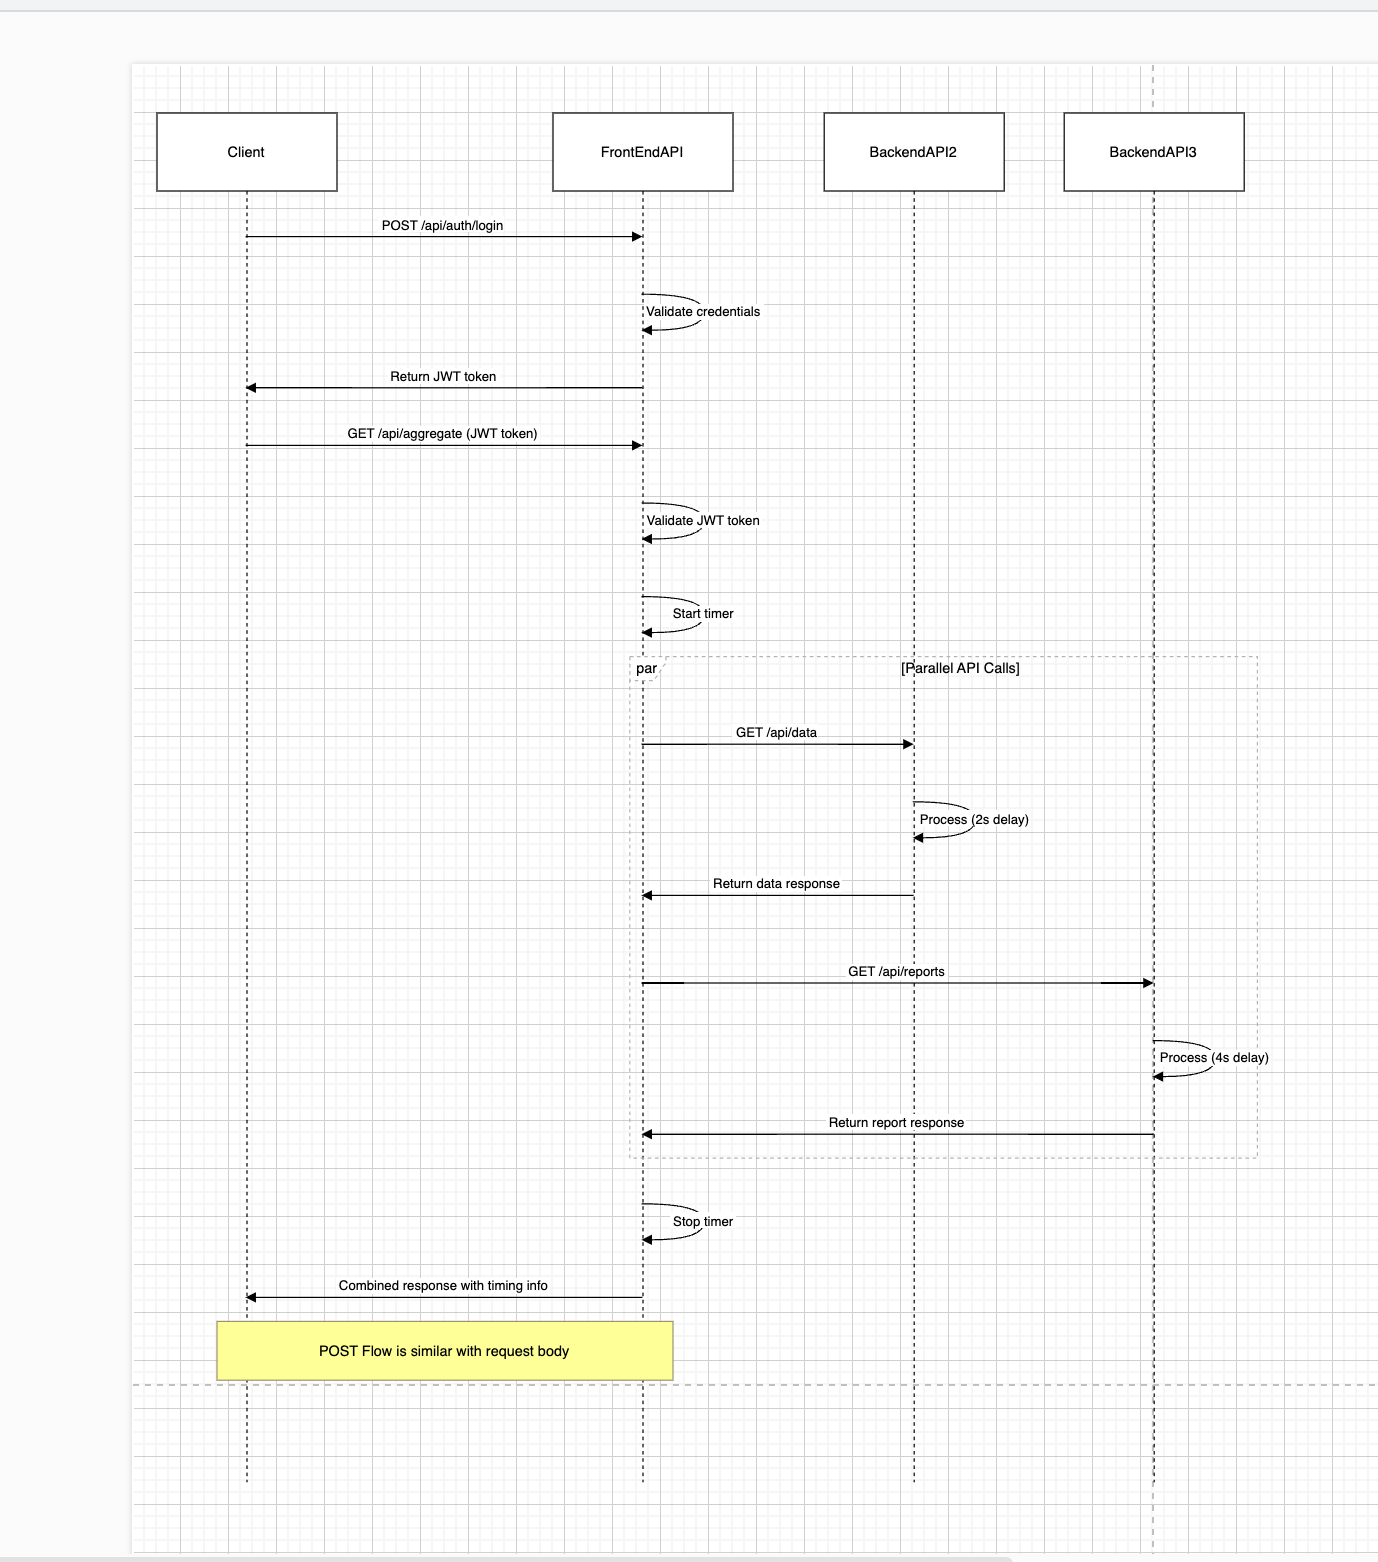 Client
FrontEndAPI
BackendAPI2
BackendAPI3
POST /api/auth/login
Validate credentials
Return JWT token
GET /api/aggregate (JWT token)
Validate JWT token
Start timer
par
[Parallel API Calls]
GET /api/data
Process (2s delay)
Return data response
GET /api/reports
Process (4s delay)
Return report response
Stop timer
Combined response with timing info
POST Flow is similar with request body